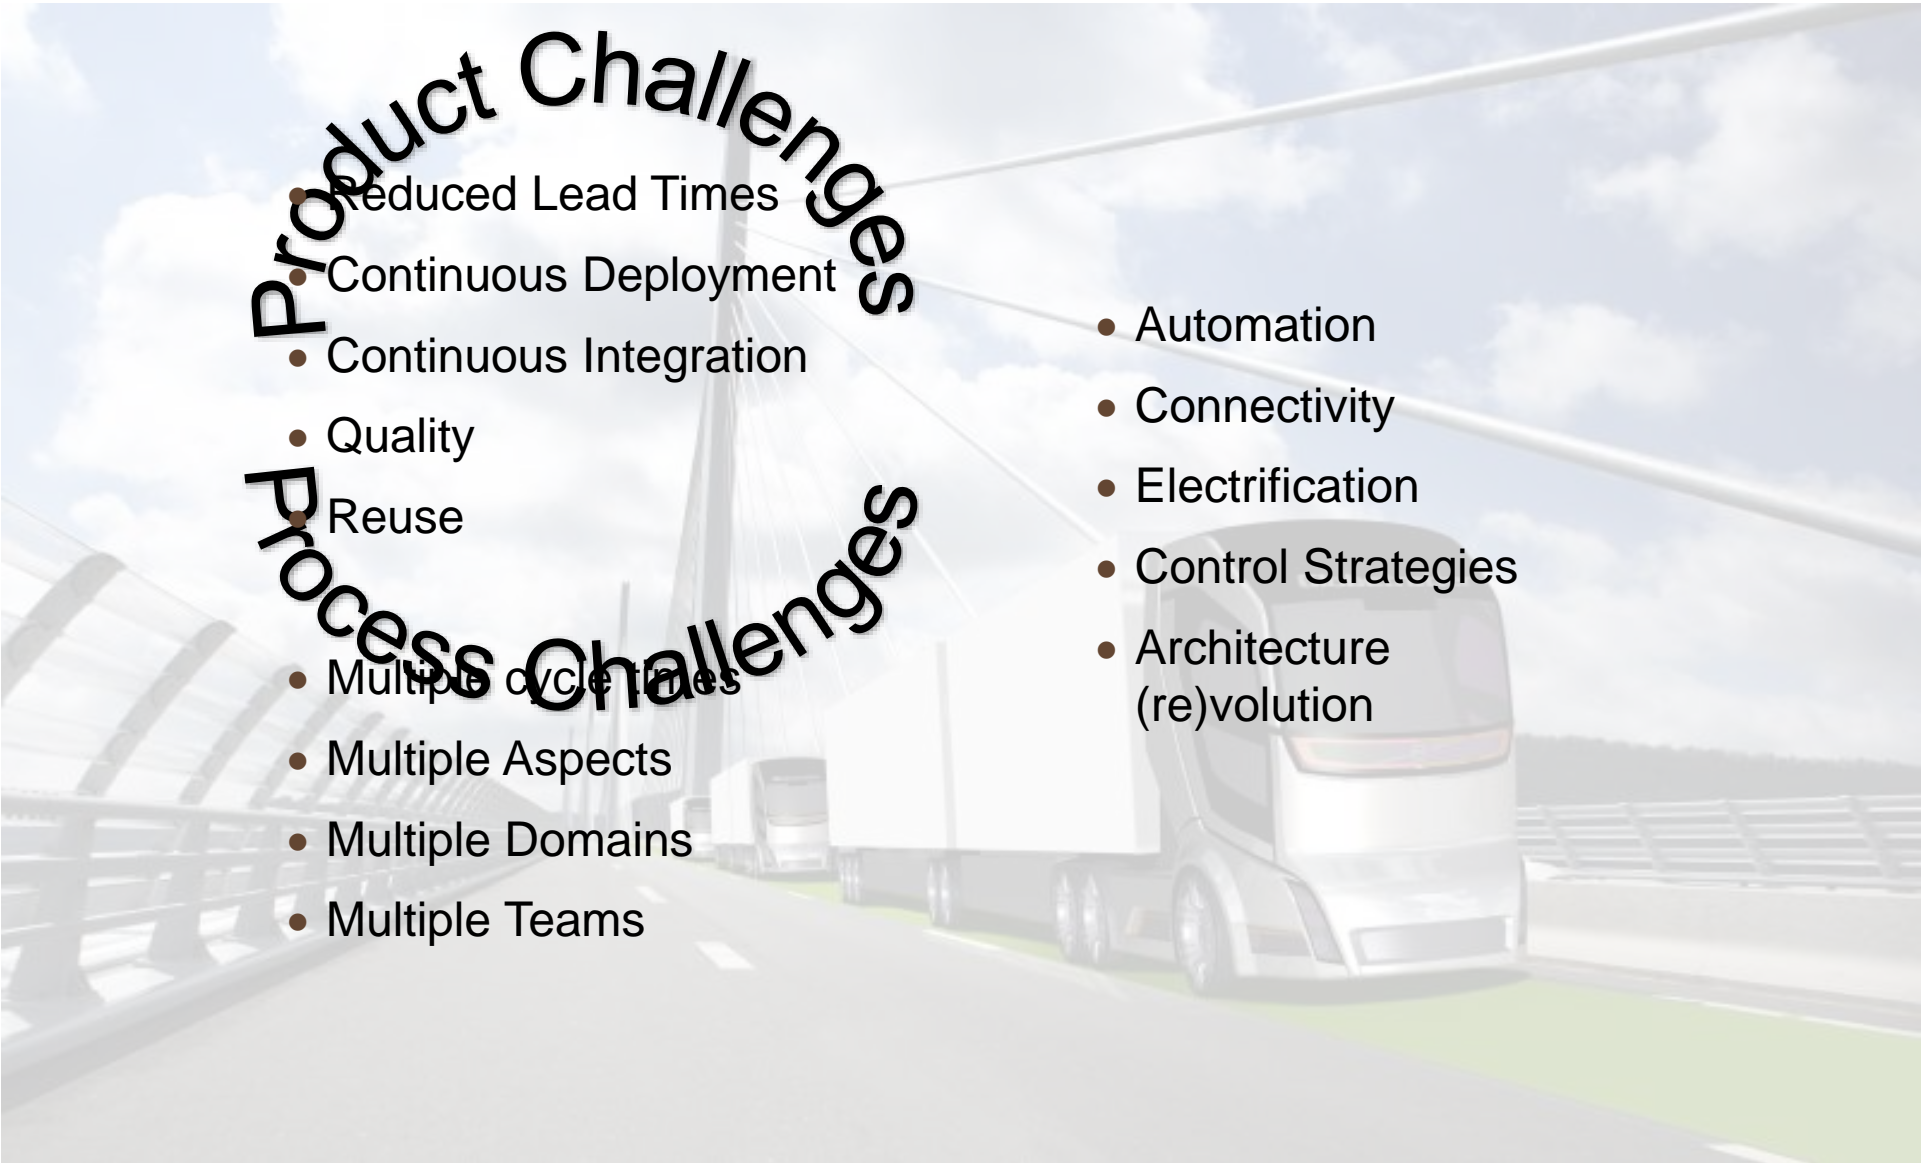 Product Challenges
• Reduced Lead Times
• Continuous Deployment
• Continuous Integration
• Quality
• Reuse
Process Challenges
• Multiple cycle times
• Multiple Aspects
• Multiple Domains
• Multiple Teams
• Automation
• Connectivity
• Electrification
• Control Strategies
• Architecture
(re)volution